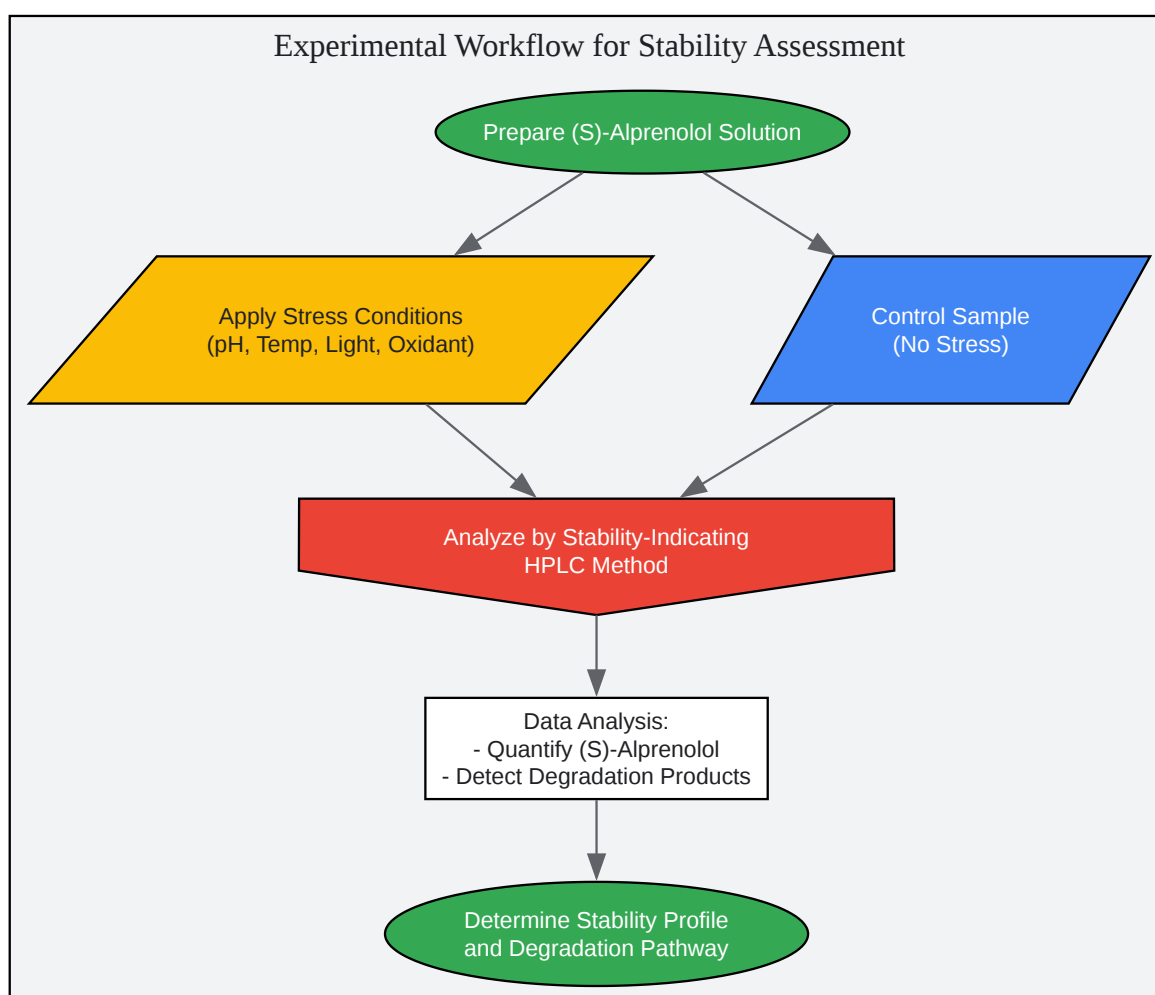 Experimental Workflow for Stability Assessment
Prepare (S)-Alprenolol Solution
Apply Stress Conditions
(pH, Temp, Light, Oxidant)
Control Sample
(No Stress)
Analyze by Stability-Indicating
HPLC Method
Data Analysis:
- Quantify (S)-Alprenolol
- Detect Degradation Products
Determine Stability Profile
and Degradation Pathway